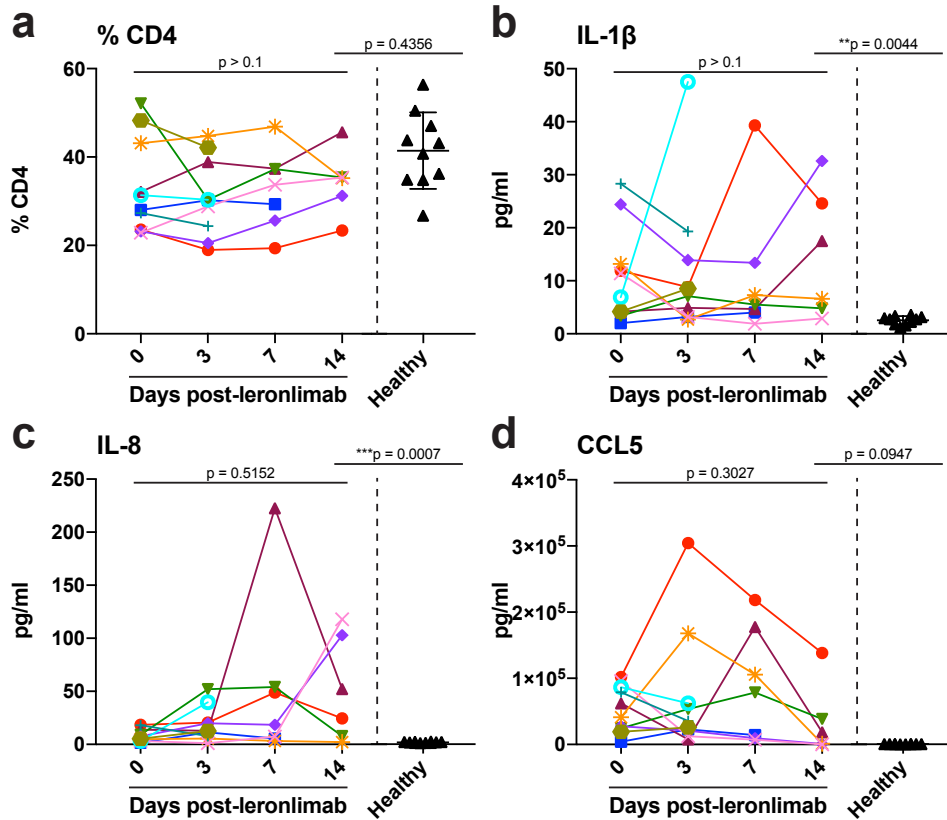 a
% CD4
p = 0.4356
p > 0.1
60
40
20
0
% CD4
0
3
7
14
Healthy
Days post-leronlimab
b
IL-1β
**p = 0.0044
p > 0.1
50
40
30
20
10
0
pg/ml
0
3
7
14
Healthy
Days post-leronlimab
c
IL-8
***p = 0.0007
p = 0.5152
250
200
150
100
50
0
pg/ml
0
3
7
14
Healthy
Days post-leronlimab
d
CCL5
p = 0.0947
p = 0.3027
4×10⁵
3×10⁵
2×10⁵
1×10⁵
0
pg/ml
0
3
7
14
Healthy
Days post-leronlimab